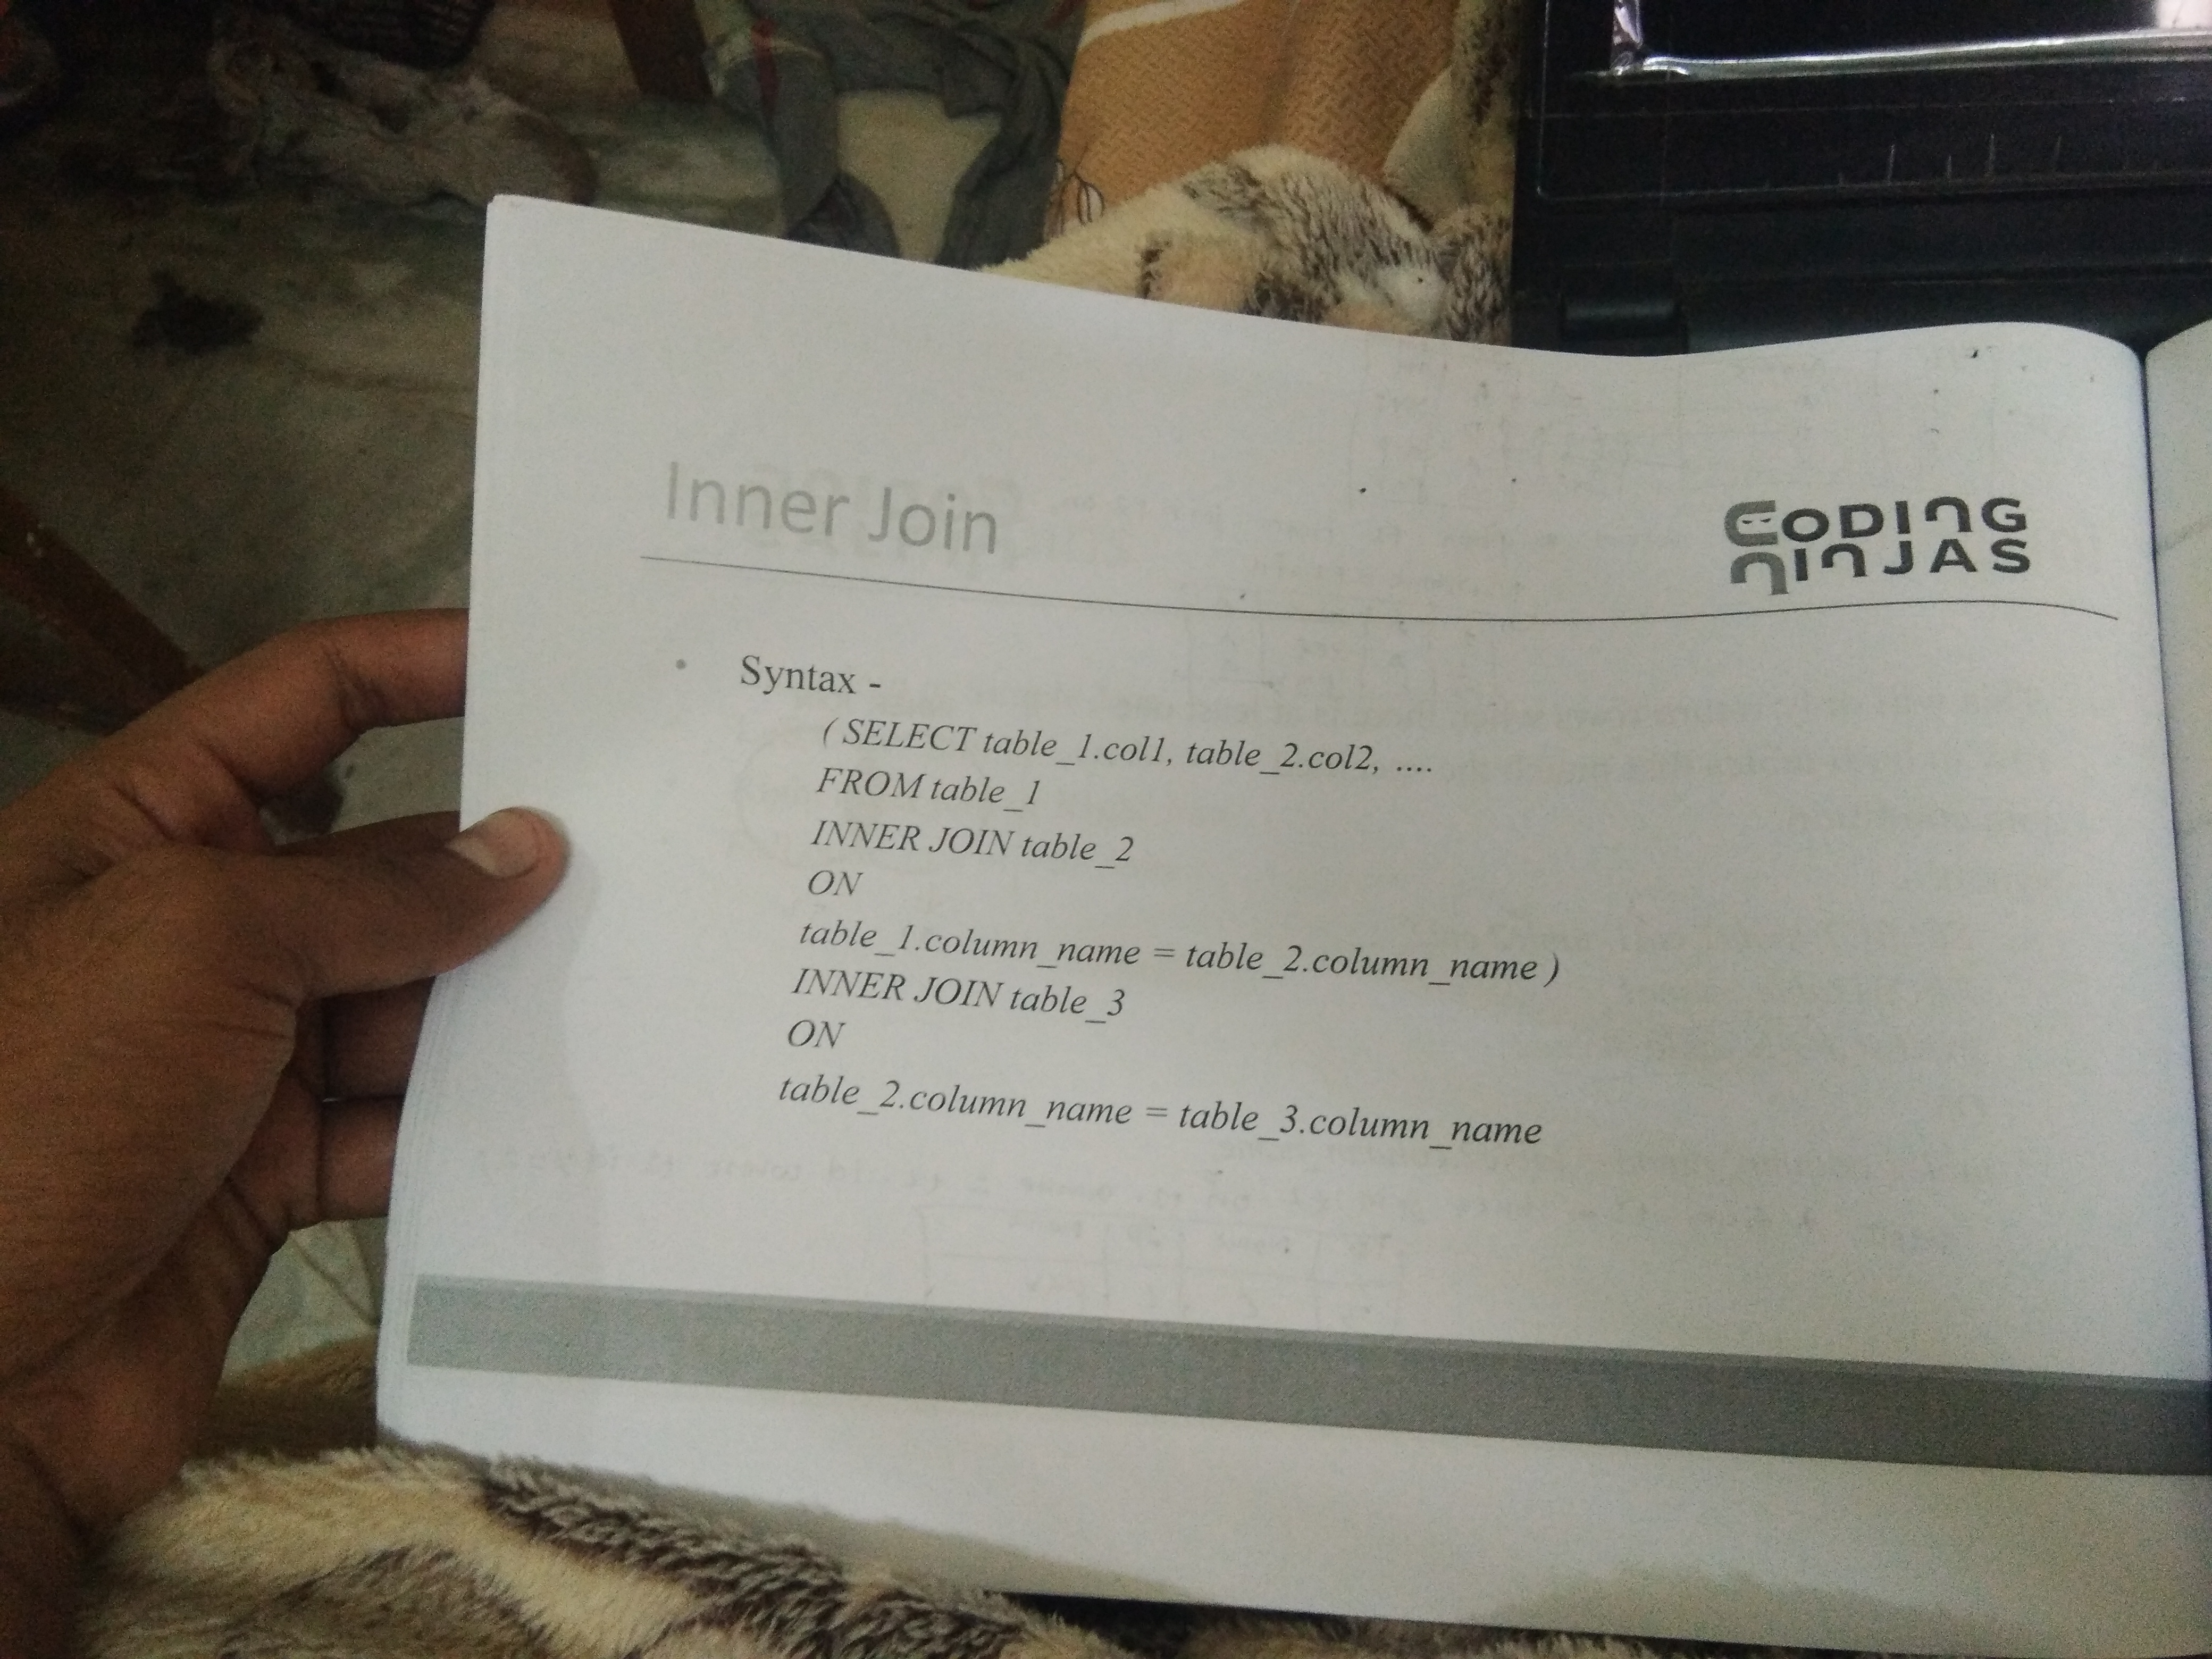 Inner Join
CODING
NINJAS
• Syntax -
( SELECT table_1.col1, table_2.col2, ....
FROM table_1
INNER JOIN table_2
ON
table_1.column_name = table_2.column_name )
INNER JOIN table_3
ON
table_2.column_name = table_3.column_name